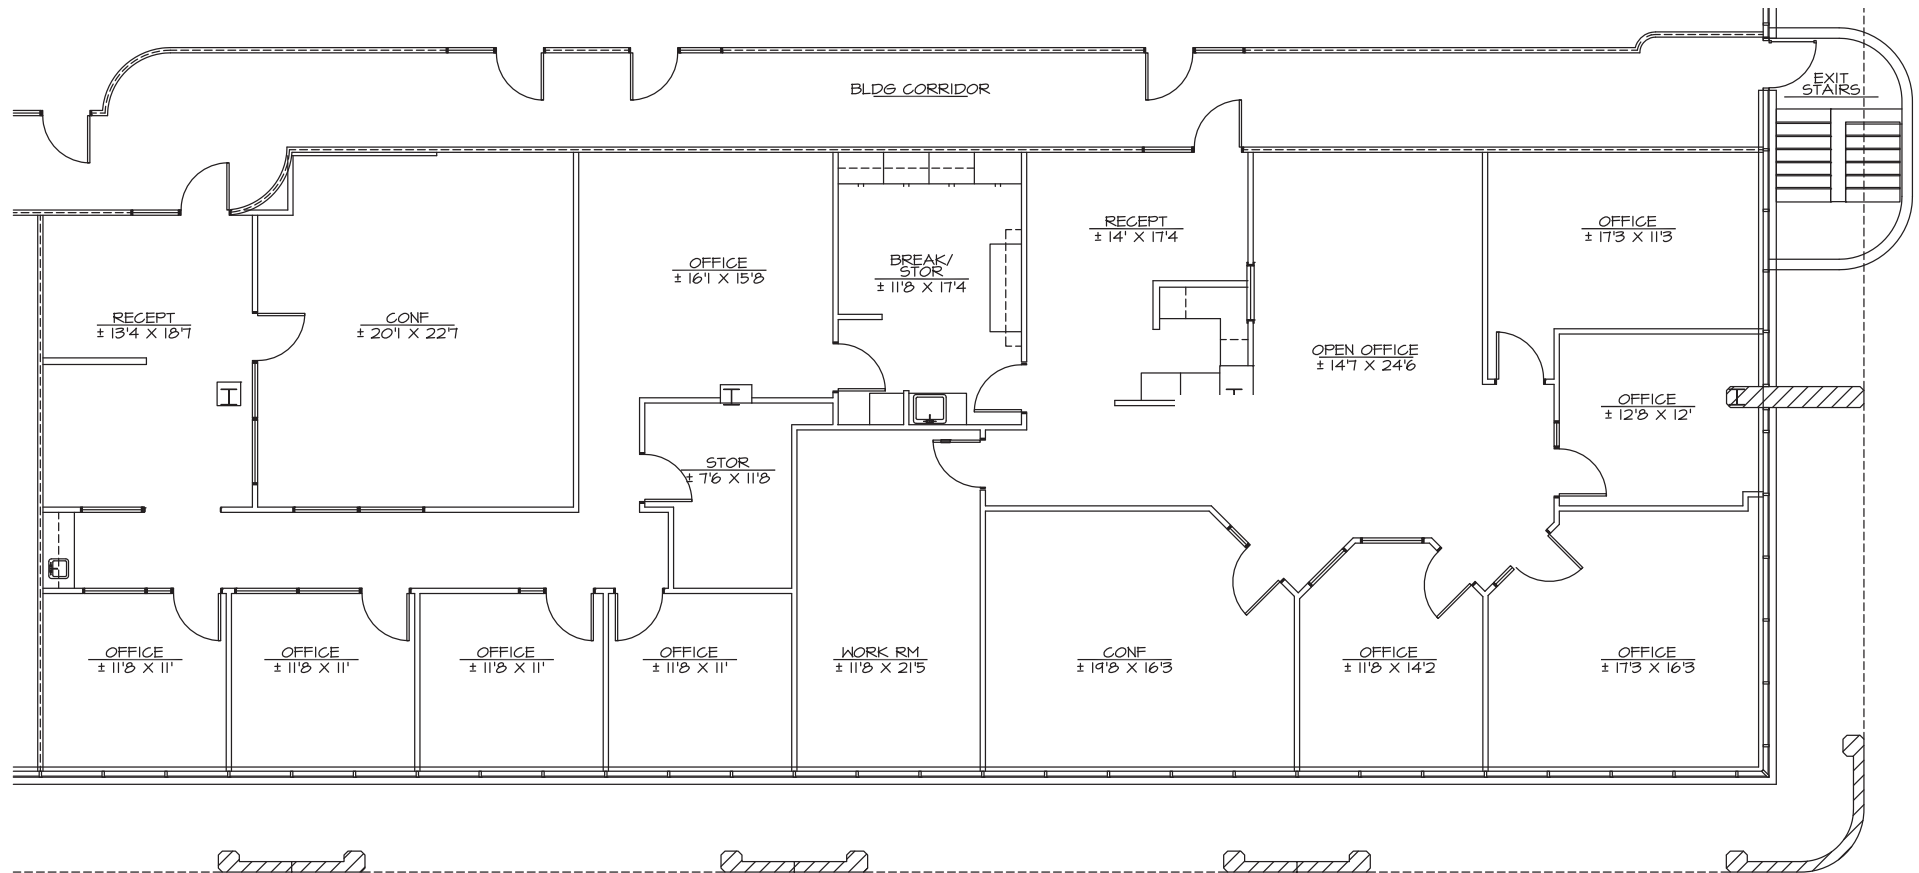 BLDG CORRIDOR
EXIT
STAIRS
RECEPT
± 13'4 X 18'7
CONF
± 20'1 X 22'7
OFFICE
± 16'1 X 15'8
BREAK/
STOR
± 11'8 X 17'4
RECEPT
± 14' X 17'4
OPEN OFFICE
± 14'7 X 24'6
OFFICE
± 17'3 X 11'3
OFFICE
± 12'8 X 12'
STOR
± 7'6 X 11'8
OFFICE
± 11'8 X 11'
OFFICE
± 11'8 X 11'
OFFICE
± 11'8 X 11'
OFFICE
± 11'8 X 11'
WORK RM
± 11'8 X 21'5
CONF
± 19'8 X 16'3
OFFICE
± 11'8 X 14'2
OFFICE
± 17'3 X 16'3